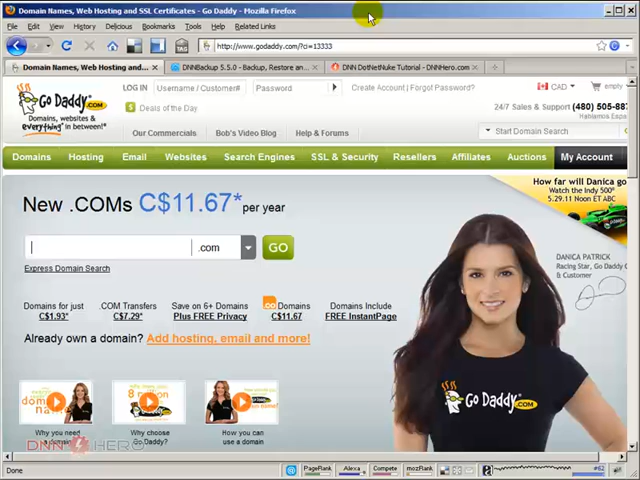 Domain Names, Web Hosting and SSL Certificates - Go Daddy - Mozilla Firefox
File Edit View History Delicious Bookmarks Tools Related Links
TAG http://www.godaddy.com/?ci=13333
Domain Names, Web Hosting and... DNNBackup 5.5.0 - Backup, Restore an... DNN DotNetNuke Tutorial - DNNHero.com
Go Daddy.COM
Domains, websites & everything* in between!*
LOG IN Username / Customer# Password Create Account | Forgot Password? CAD empty
Deals of the Day 24/7 Sales & Support (480) 505-887
Hablamos Espa
Our Commercials Bob's Video Blog Help & Forums Start Domain Search
Domains Hosting Email Websites Search Engines SSL & Security Resellers Affiliates Auctions My Account
New .COMs C$11.67* per year
.com GO
Express Domain Search
How far will Danica go
Watch the Indy 500®
5.29.11 Noon ET ABC
DANICA PATRICK
Racing Star, Go Daddy G
& Customer
Go Daddy.COM
Domains for just C$1.93*
.COM Transfers C$7.29*
Save on 6+ Domains Plus FREE Privacy
.CO Domains C$11.67
Domains Include FREE InstantPage
Already own a domain? Add hosting, email and more!
Why you need a domain
Why choose Go Daddy?
How you can use a domain
DNN HERO
Done PageRank Alexa Compete mozRank #62